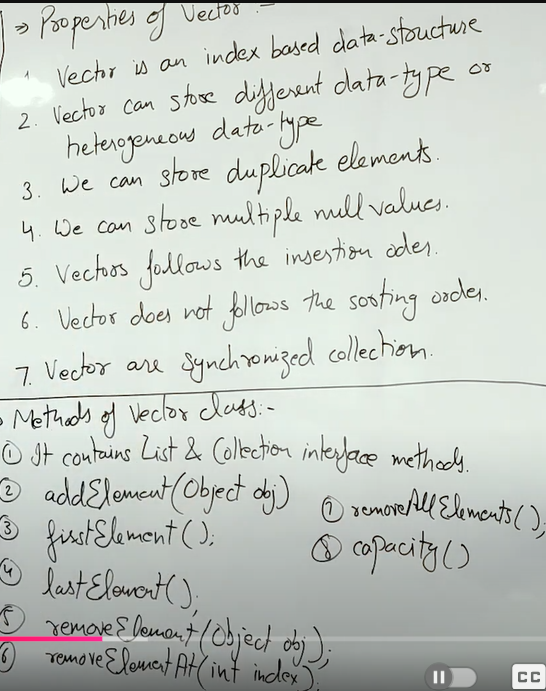 ⇒ Properties of Vector :-
1. Vector is an index based data-structure
2. Vector can store different data-type or
heterogeneous data-type
3. We can store duplicate elements.
4. We can store multiple null values.
5. Vectors follows the insertion oder.
6. Vector does not follows the sorting order.
7. Vector are synchronized collection.
Methods of Vector class:-
① It contains List & Collection interface methods.
② addElement(Object obj)
③ firstElement();
④ lastElement();
⑤ removeElement(Object obj);
⑥ removeElementAt(int index);
⑦ removeAllElements();
⑧ capacity()
CC